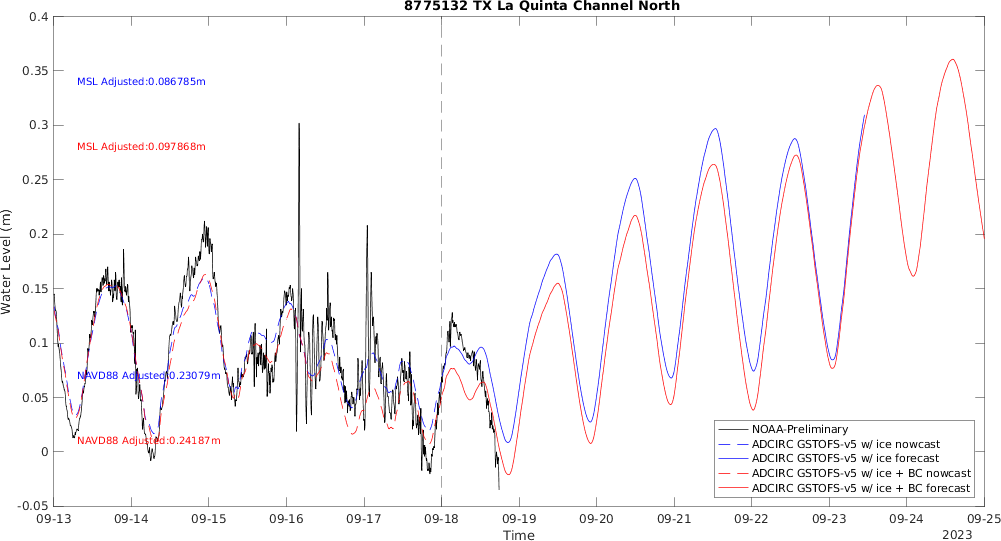 8775132 TX La Quinta Channel North
0.4
0.35
0.3
0.25
0.2
0.15
0.1
0.05
0
-0.05
Water Level (m)
MSL Adjusted:0.086785m
MSL Adjusted:0.097868m
NAVD88 Adjusted:0.23079m
NAVD88 Adjusted:0.24187m
NOAA-Preliminary
ADCIRC GSTOFS-v5 w/ ice nowcast
ADCIRC GSTOFS-v5 w/ ice forecast
ADCIRC GSTOFS-v5 w/ ice + BC nowcast
ADCIRC GSTOFS-v5 w/ ice + BC forecast
09-13 09-14 09-15 09-16 09-17 09-18 09-19 09-20 09-21 09-22 09-23 09-24 09-25
Time
2023